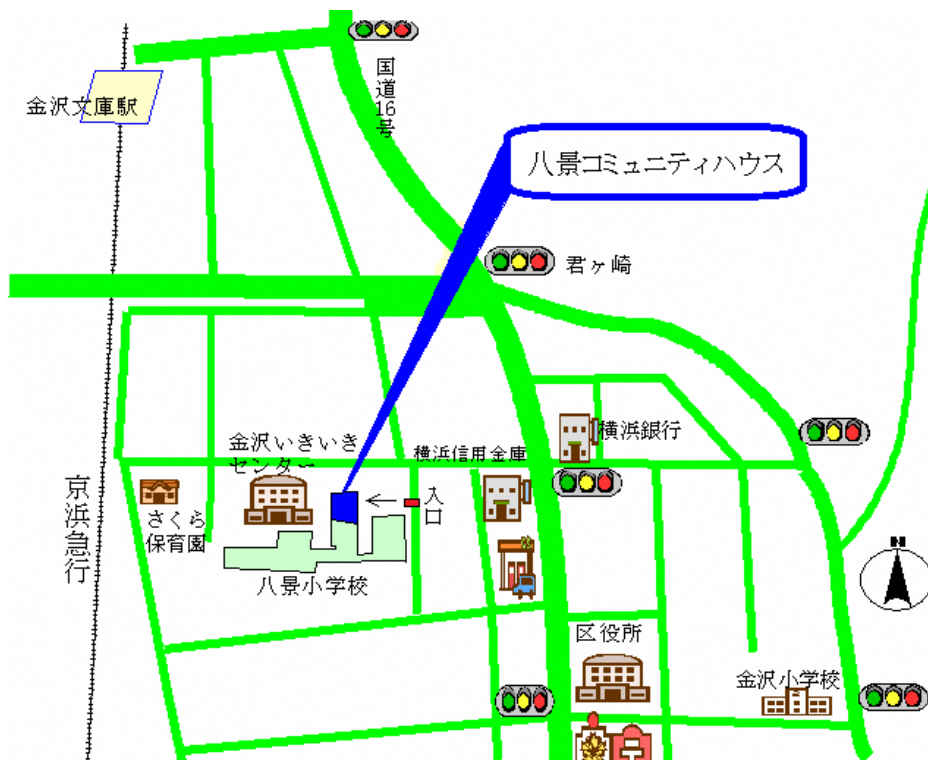 国道16号
金沢文庫駅
八景コミュニティハウス
君ヶ崎
横浜銀行
金沢いきいき
センター
横浜信用金庫
京浜急行
さくら
保育園
入口
八景小学校
N
区役所
金沢小学校